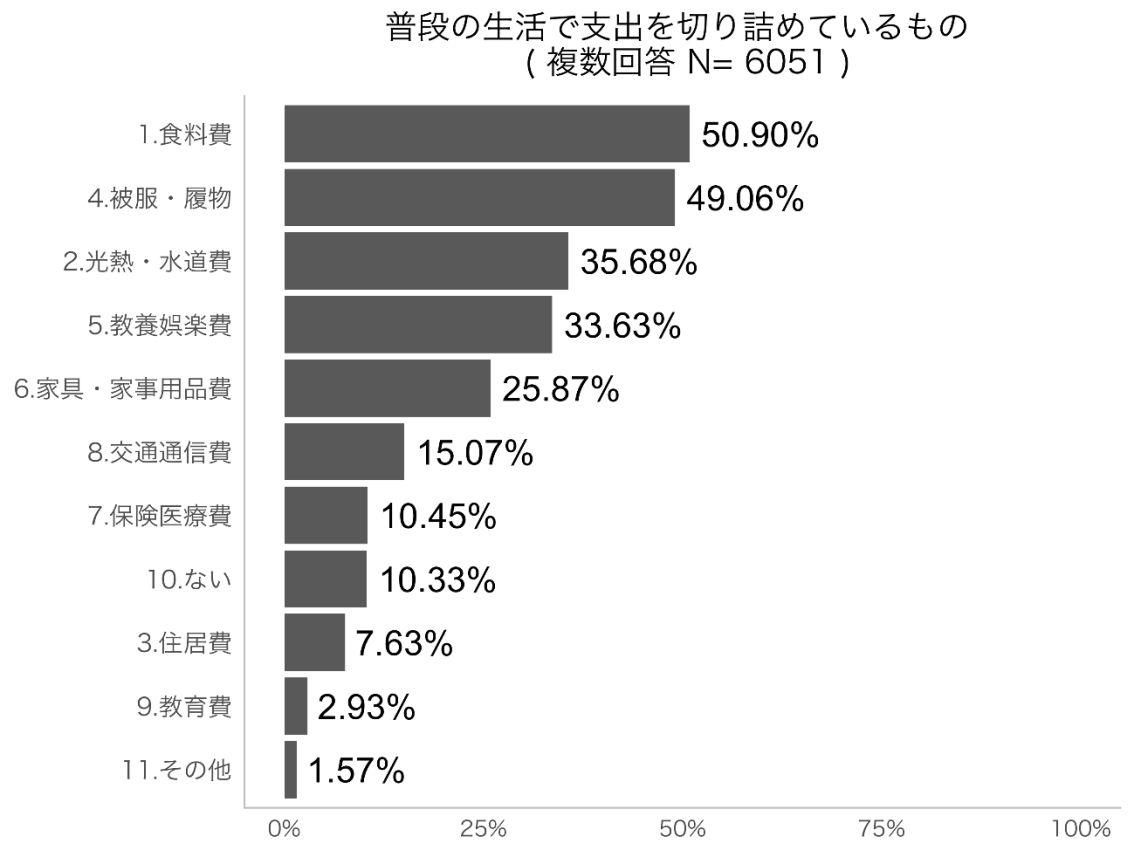 普段の生活で支出を切り詰めているもの
( 複数回答 N= 6051 )
1.食料費 50.90%
4.被服・履物 49.06%
2.光熱・水道費 35.68%
5.教養娯楽費 33.63%
6.家具・家事用品費 25.87%
8.交通通信費 15.07%
7.保険医療費 10.45%
10.ない 10.33%
3.住居費 7.63%
9.教育費 2.93%
11.その他 1.57%
0% 25% 50% 75% 100%